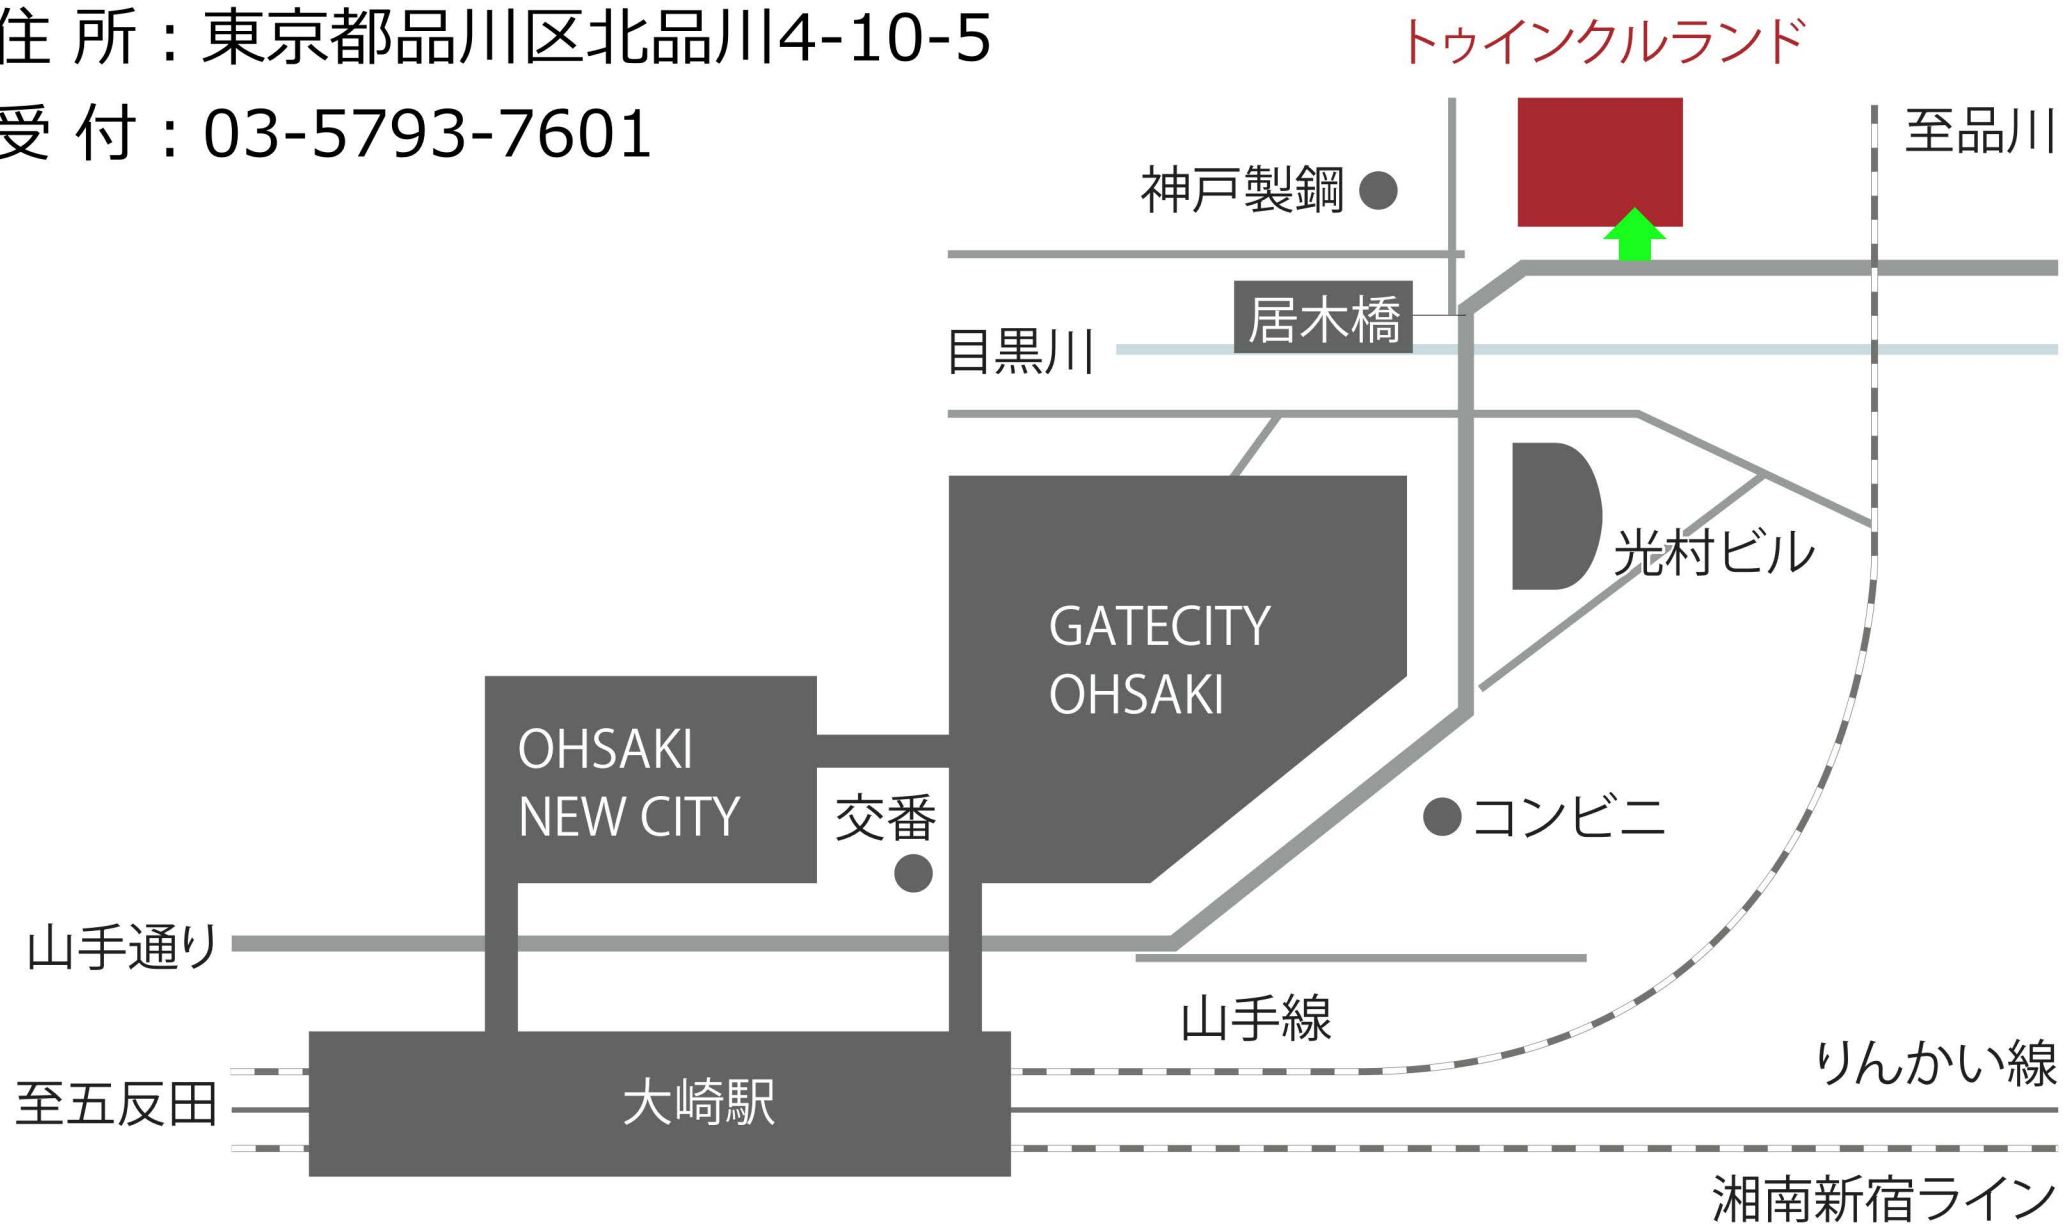 住 所：東京都品川区北品川4-10-5
受 付：03-5793-7601
トゥインクルランド
至品川
神戸製鋼
居木橋
目黒川
光村ビル
GATECITY
OHSAKI
OHSAKI
NEW CITY
交番
コンビニ
山手通り
山手線
りんかい線
至五反田
大崎駅
湘南新宿ライン